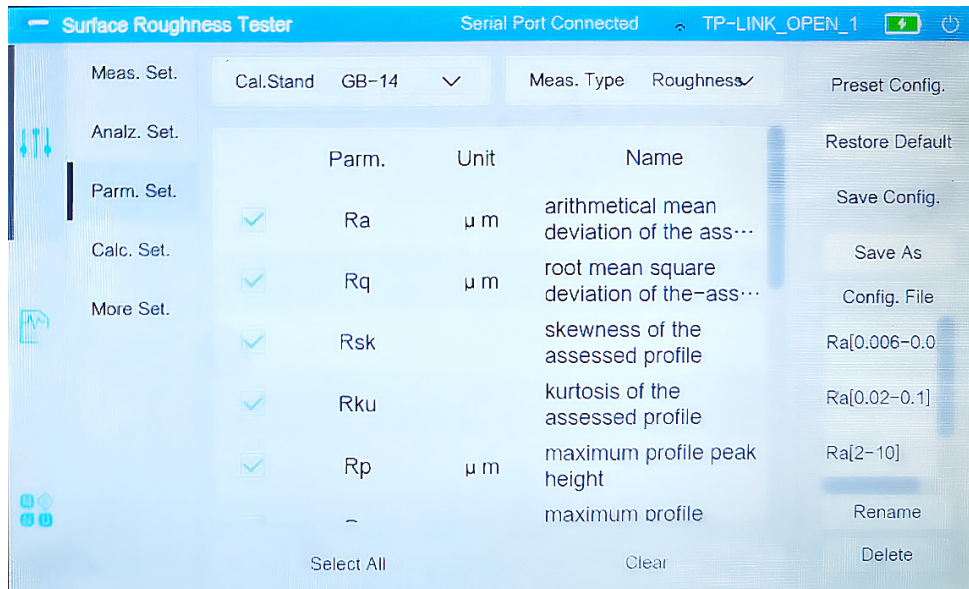 Surface Roughness Tester
Serial Port Connected
TP-LINK_OPEN_1
Meas. Set.
Analz. Set.
Parm. Set.
Calc. Set.
More Set.
Cal.Stand GB-14
Meas. Type Roughness
Parm. Unit Name
Ra μm arithmetical mean
deviation of the ass···
Rq μm root mean square
deviation of the-ass···
Rsk skewness of the
assessed profile
Rku kurtosis of the
assessed profile
Rp μm maximum profile peak
height
maximum profile
Select All
Clear
Preset Config.
Restore Default
Save Config.
Save As
Config. File
Ra[0.006-0.0
Ra[0.02-0.1]
Ra[2-10]
Rename
Delete